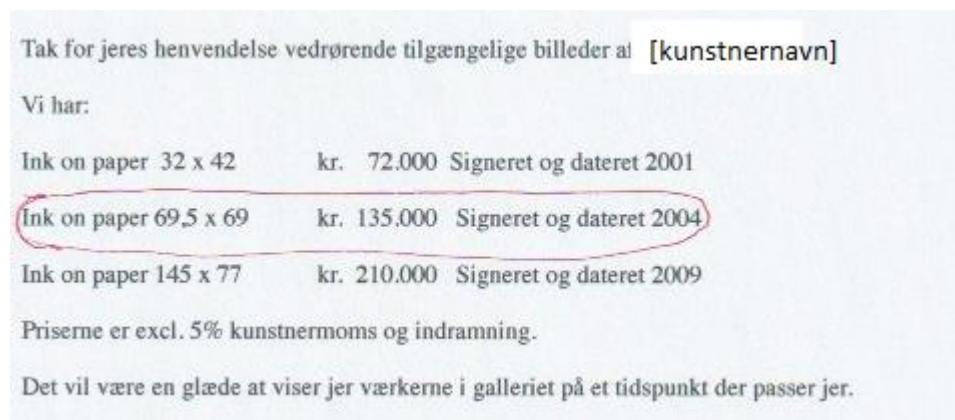 Tak for jeres henvendelse vedrørende tilgængelige billeder af [kunstnernavn]
Vi har:
Ink on paper 32 x 42 kr. 72.000 Signeret og dateret 2001
Ink on paper 69,5 x 69 kr. 135.000 Signeret og dateret 2004
Ink on paper 145 x 77 kr. 210.000 Signeret og dateret 2009
Priserne er excl. 5% kunstnermoms og indramning.
Det vil være en glæde at viser jer værkerne i galleriet på et tidspunkt der passer jer.